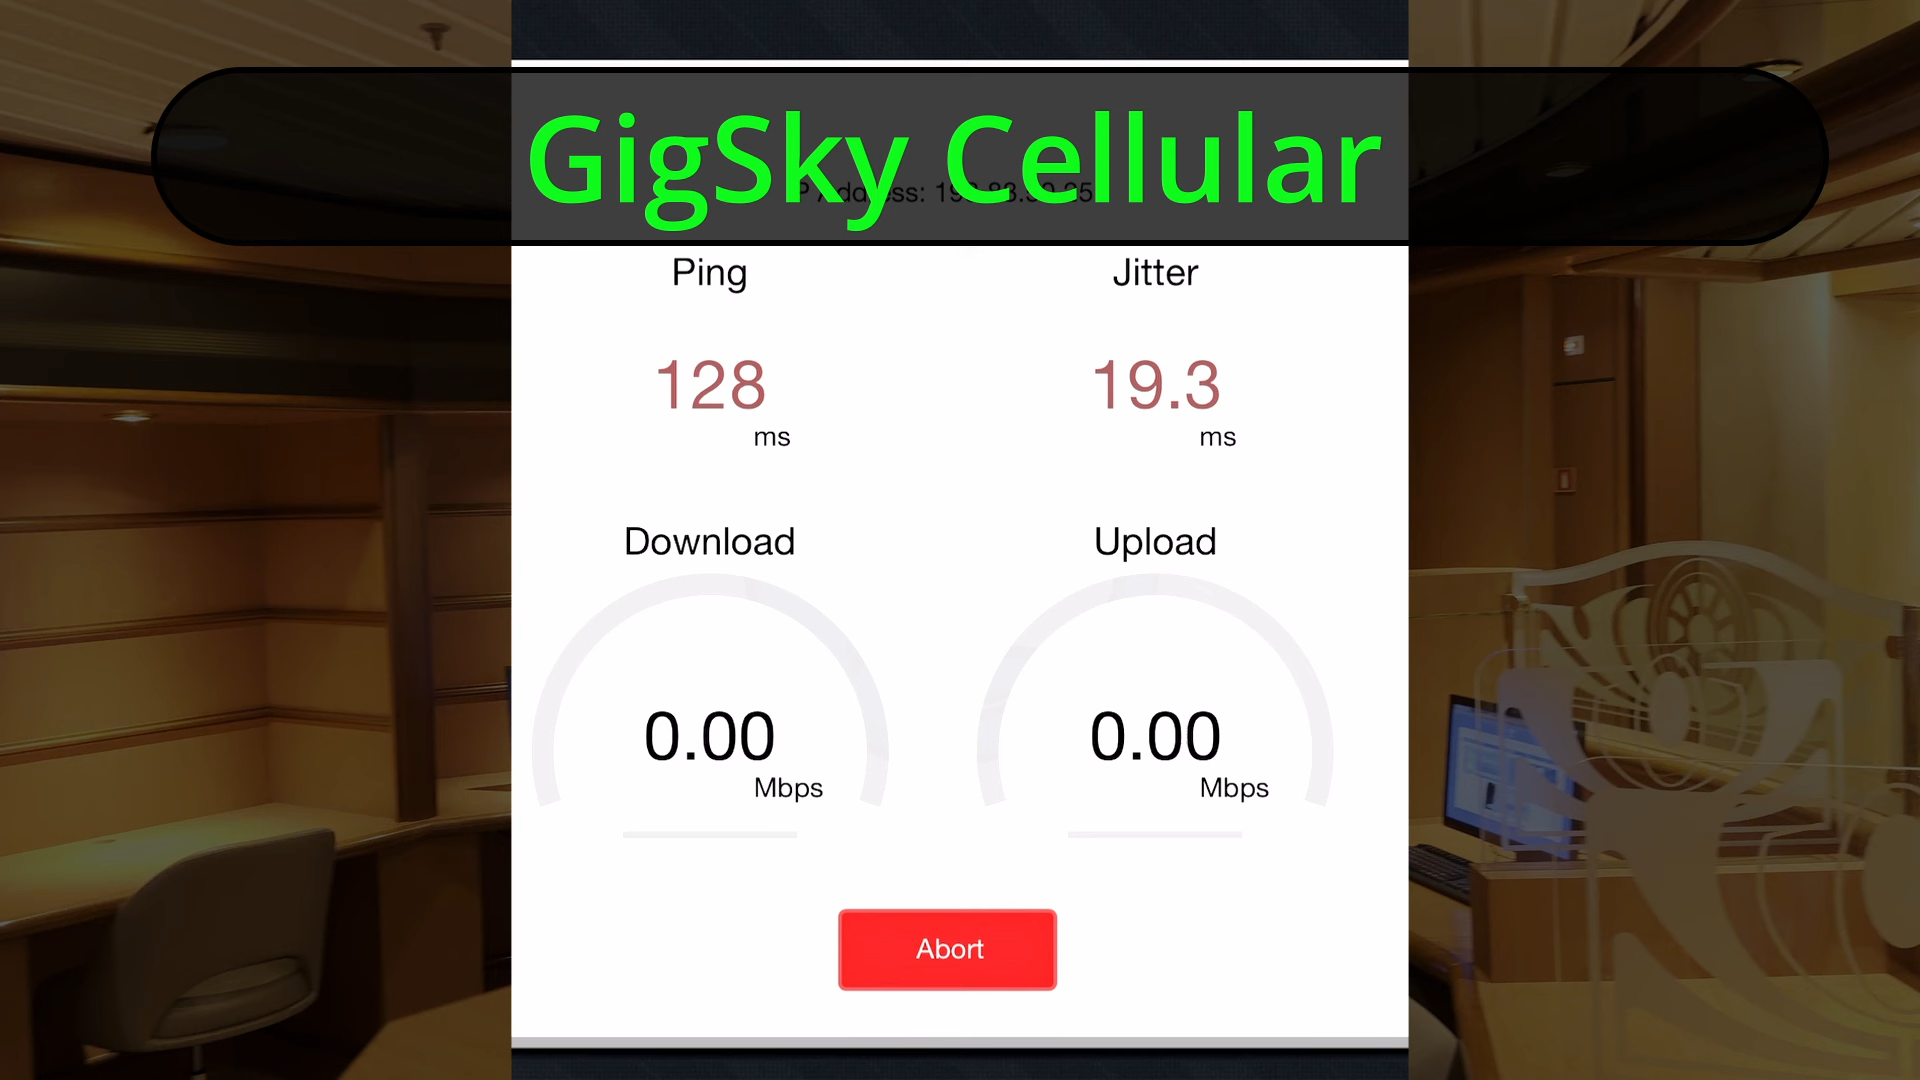 GigSky Cellular
Ping
Jitter
128
ms
19.3
ms
Download
Upload
0.00
Mbps
0.00
Mbps
Abort